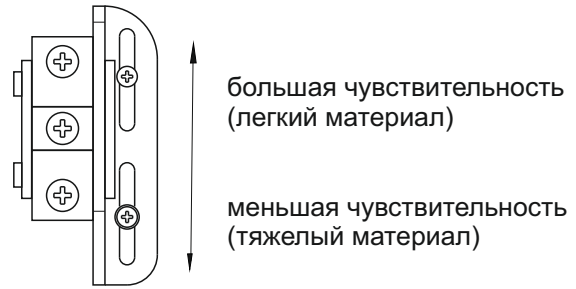 большая чувствительность
(легкий материал)
меньшая чувствительность
(тяжелый материал)